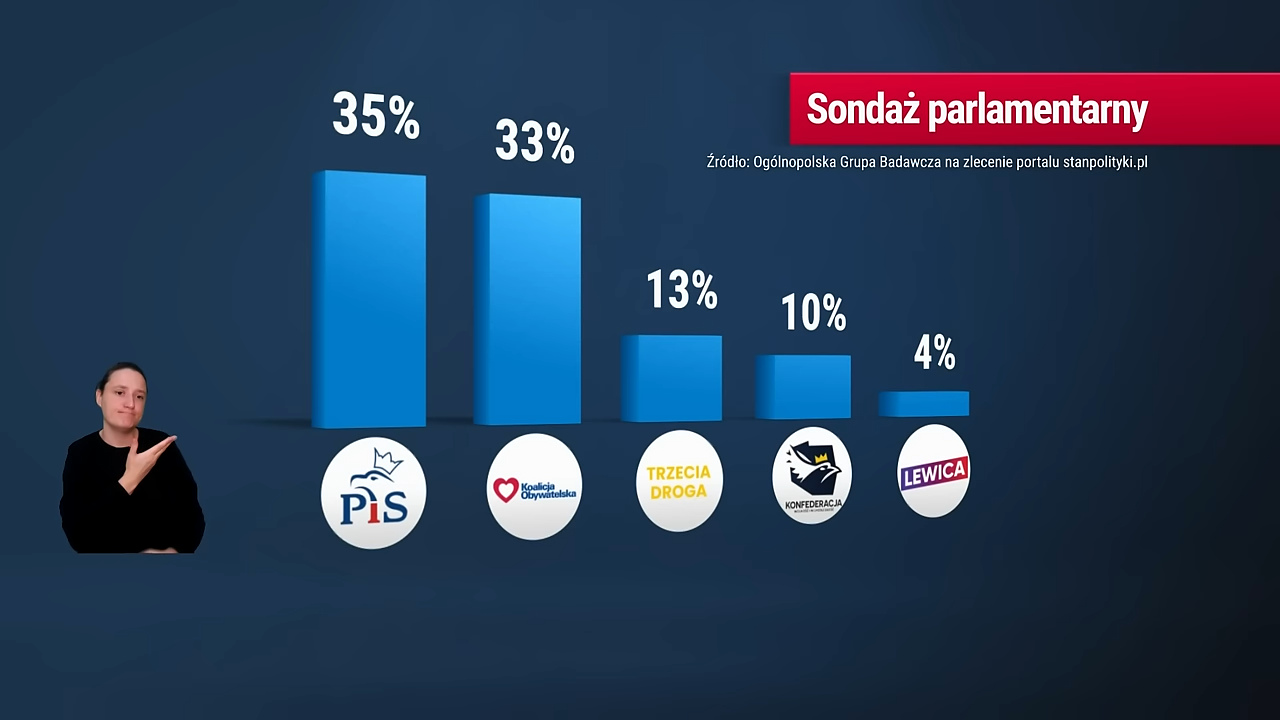 Sondaż parlamentarny
Źródło: Ogólnopolska Grupa Badawcza na zlecenie portalu stanpolityki.pl
35%
33%
13%
10%
4%
PiS
Koalicja
Obywatelska
TRZECIA
DROGA
KONFEDERACJA
LEWICA